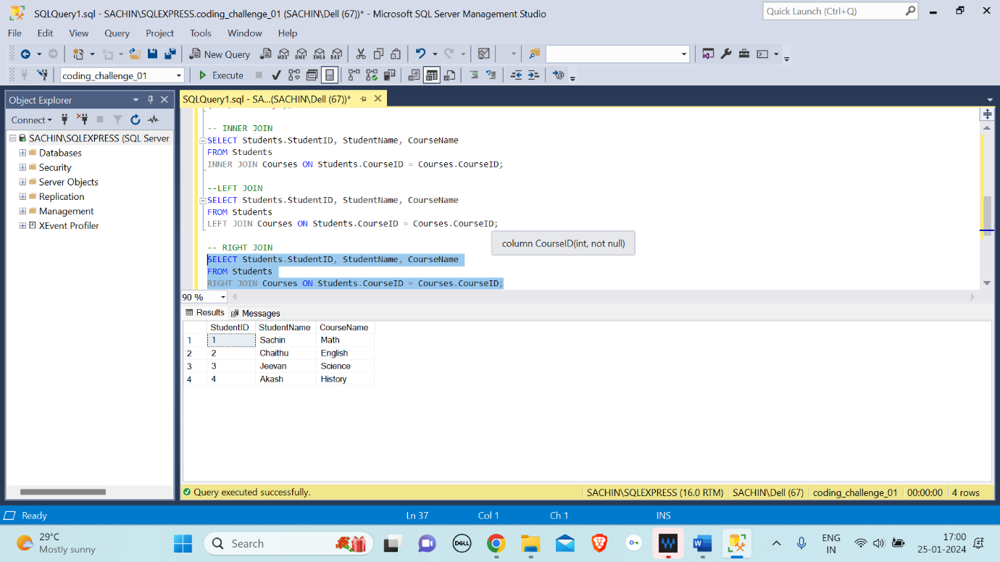 SQLQuery1.sql - SACHIN\SQLEXPRESS.coding_challenge_01 (SACHIN\Dell (67))* - Microsoft SQL Server Management Studio
Quick Launch (Ctrl+Q)
File Edit View Query Project Tools Window Help
New Query
MDX DMX XMLA DAX
coding_challenge_01
Execute
Object Explorer
SQLQuery1.sql - SA...(SACHIN\Dell (67))*
Connect
SACHIN\SQLEXPRESS (SQL Server
Databases
Security
Server Objects
Replication
Management
XEvent Profiler
-- INNER JOIN
SELECT Students.StudentID, StudentName, CourseName
FROM Students
INNER JOIN Courses ON Students.CourseID = Courses.CourseID;
--LEFT JOIN
SELECT Students.StudentID, StudentName, CourseName
FROM Students
LEFT JOIN Courses ON Students.CourseID = Courses.CourseID;
column CourseID(int, not null)
-- RIGHT JOIN
SELECT Students.StudentID, StudentName, CourseName
FROM Students
RIGHT JOIN Courses ON Students.CourseID = Courses.CourseID;
90 %
Results Messages
StudentID StudentName CourseName
1 1 Sachin Math
2 2 Chaithu English
3 3 Jeevan Science
4 4 Akash History
Query executed successfully.
SACHIN\SQLEXPRESS (16.0 RTM) SACHIN\Dell (67) coding_challenge_01 00:00:00 4 rows
Ready Ln 37 Col 1 Ch 1 INS
29°C
Mostly sunny
Search
DELL
ENG
IN
17:00
25-01-2024